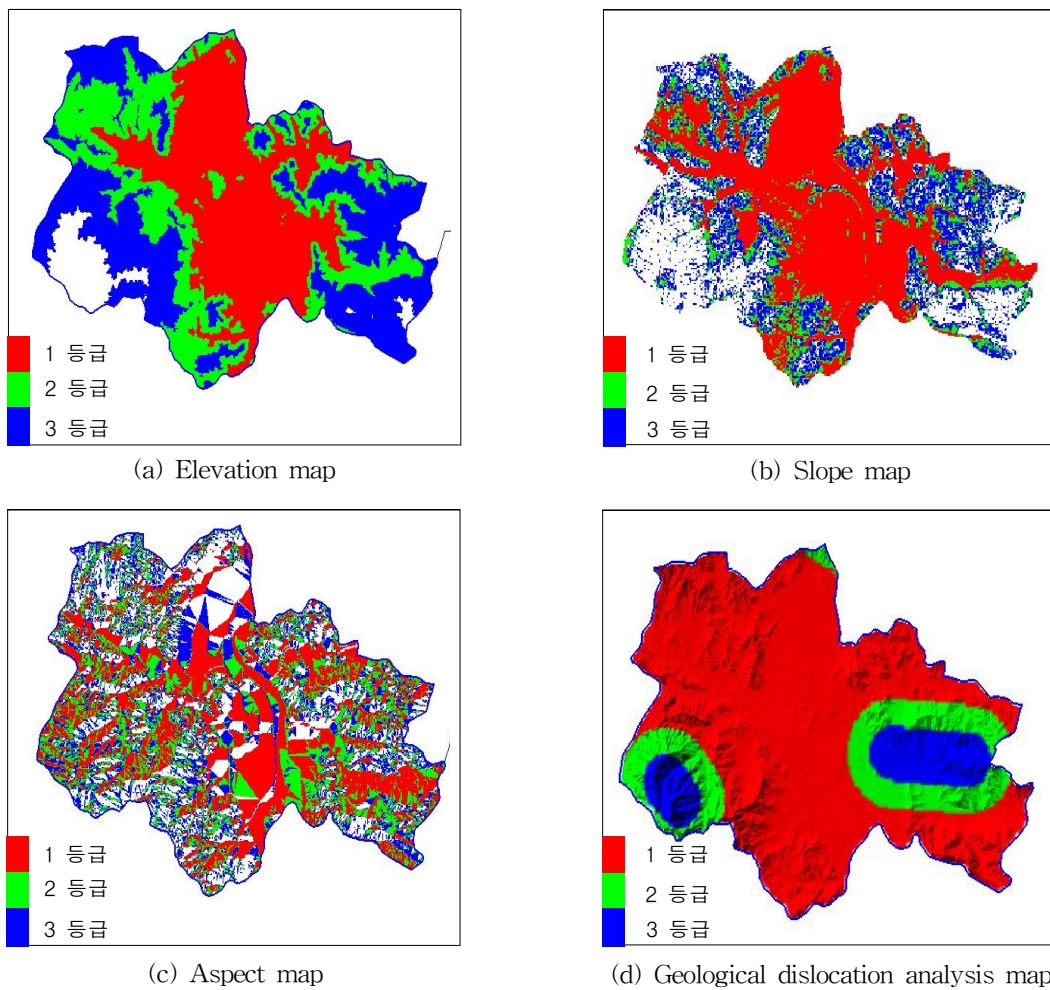 1 등급
2 등급
3 등급
(a) Elevation map
1 등급
2 등급
3 등급
(b) Slope map
1 등급
2 등급
3 등급
(c) Aspect map
1 등급
2 등급
3 등급
(d) Geological dislocation analysis map